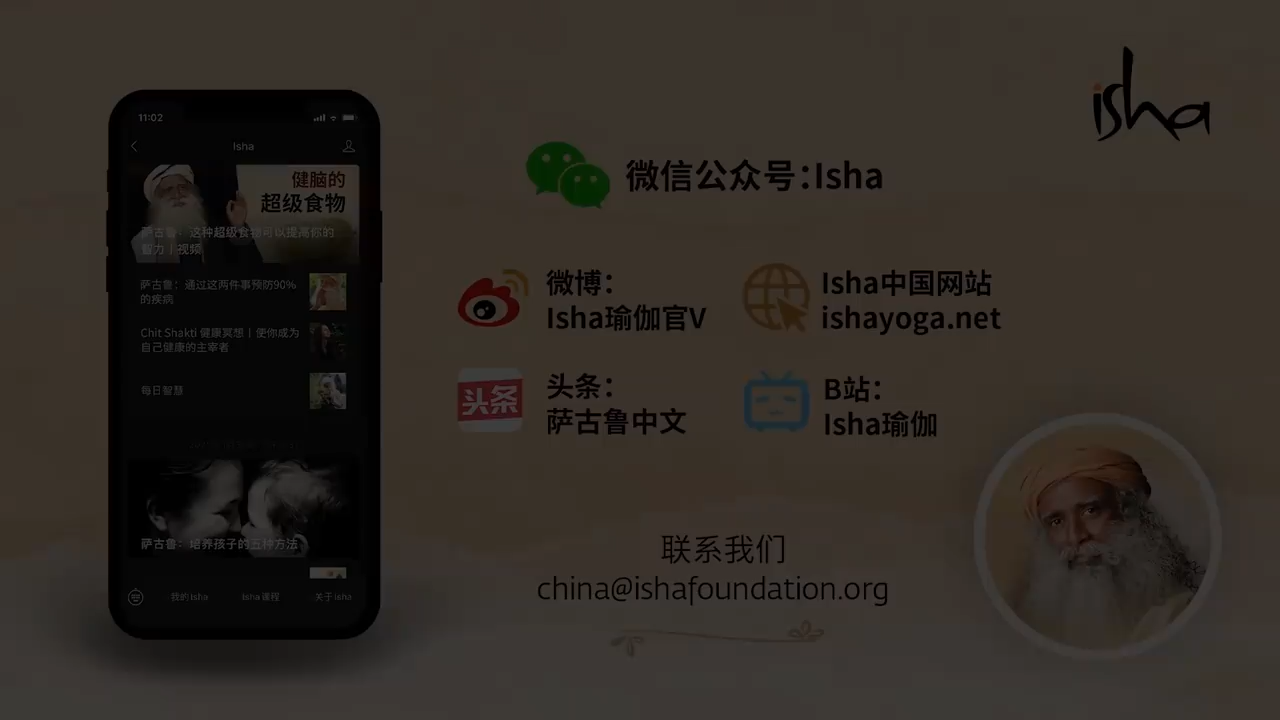 isha
11:02
Isha
健脑的
超级食物
萨古鲁：这种超级食物可以提高你的
智力丨视频
萨古鲁：通过这两件事预防90%
的疾病
Chit Shakti 健康冥想丨使你成为
自己健康的主宰者
每日智慧
萨古鲁：培养孩子的五种方法
我的Isha
Isha课程
关于Isha
微信公众号：Isha
微博：
Isha瑜伽官V
Isha中国网站
ishayoga.net
头条
头条：
萨古鲁中文
B站：
Isha瑜伽
联系我们
china@ishafoundation.org